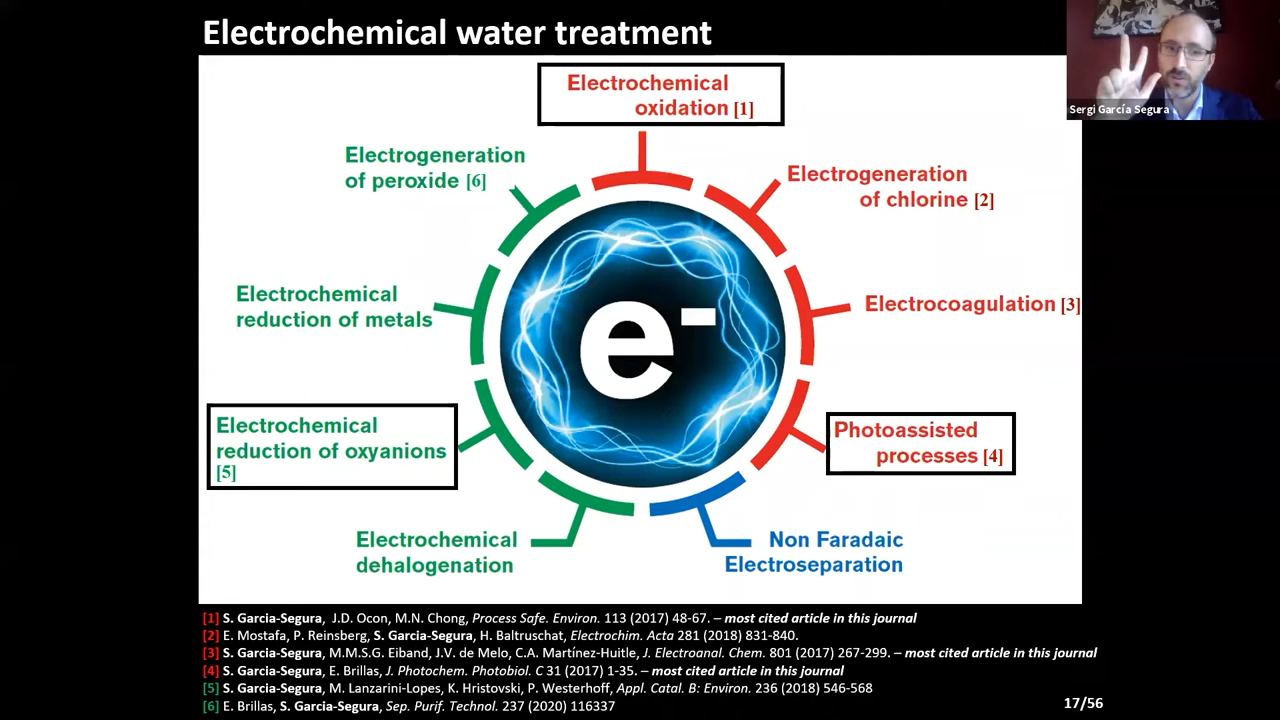 Electrochemical water treatment
Sergi García Segura
Electrochemical
oxidation [1]
Electrogeneration
of peroxide [6]
Electrogeneration
of chlorine [2]
Electrochemical
reduction of metals
Electrocoagulation [3]
e-
Electrochemical
reduction of oxyanions
[5]
Photoassisted
processes [4]
Electrochemical
dehalogenation
Non Faradaic
Electroseparation
[1] S. Garcia-Segura, J.D. Ocon, M.N. Chong, Process Safe. Environ. 113 (2017) 48-67. – most cited article in this journal
[2] E. Mostafa, P. Reinsberg, S. Garcia-Segura, H. Baltruschat, Electrochim. Acta 281 (2018) 831-840.
[3] S. Garcia-Segura, M.M.S.G. Eiband, J.V. de Melo, C.A. Martínez-Huitle, J. Electroanal. Chem. 801 (2017) 267-299. – most cited article in this journal
[4] S. Garcia-Segura, E. Brillas, J. Photochem. Photobiol. C 31 (2017) 1-35. – most cited article in this journal
[5] S. Garcia-Segura, M. Lanzarini-Lopes, K. Hristovski, P. Westerhoff, Appl. Catal. B: Environ. 236 (2018) 546-568
[6] E. Brillas, S. Garcia-Segura, Sep. Purif. Technol. 237 (2020) 116337
17/56